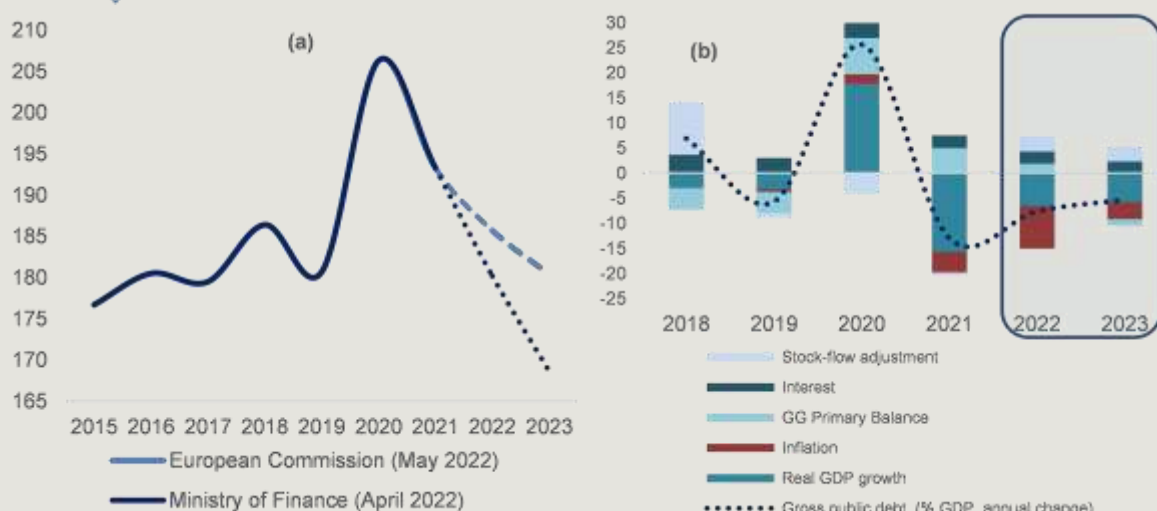 (a)
210
205
200
195
190
185
180
175
170
165
2015 2016 2017 2018 2019 2020 2021 2022 2023
European Commission (May 2022)
Ministry of Finance (April 2022)
(b)
30
25
20
15
10
5
0
-5
-10
-15
-20
-25
2018 2019 2020 2021 2022 2023
Stock-flow adjustment
Interest
GG Primary Balance
Inflation
Real GDP growth
Gross public debt (% GDP, annual change)